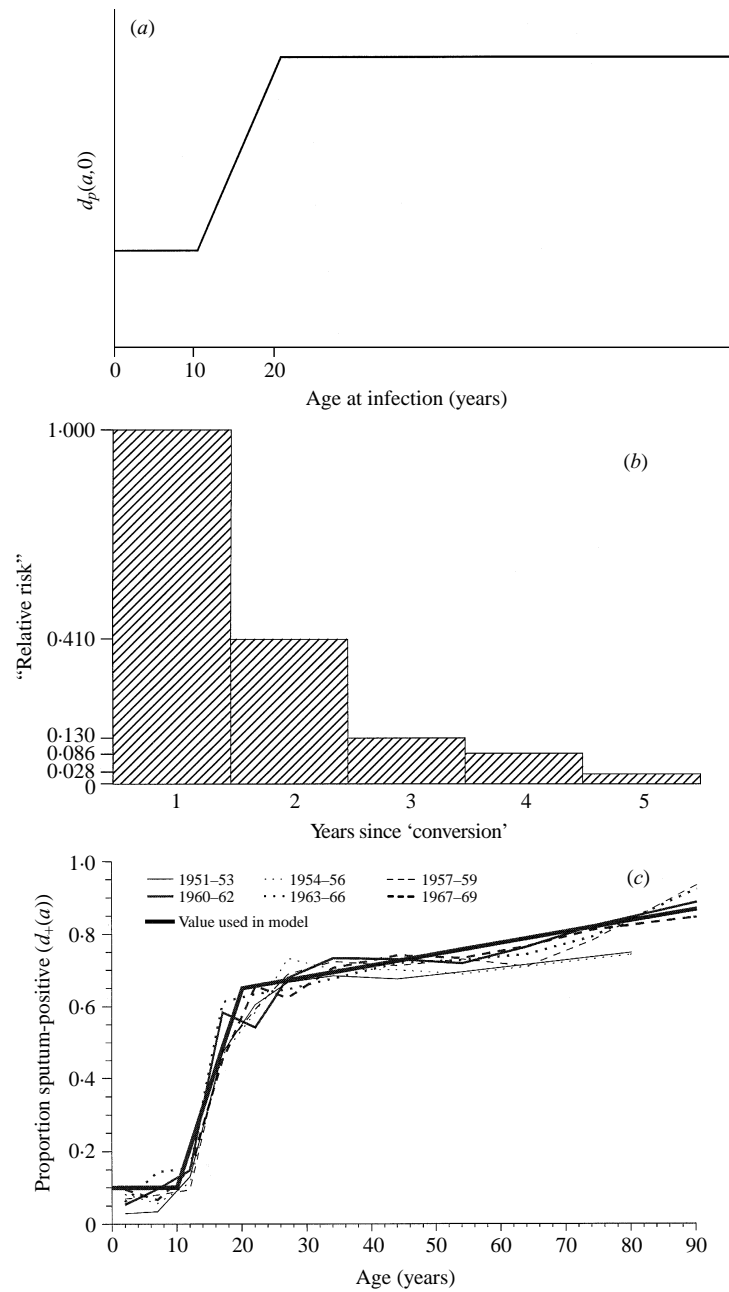 (a)
d_p(a,0)
0 10 20
Age at infection (years)
(b)
1·000
0·410
0·130
0·086
0·028
0
"Relative risk"
1 2 3 4 5
Years since 'conversion'
(c)
1951–53 1954–56 1957–59
1960–62 1963–66 1967–69
Value used in model
1·0
0·8
0·6
0·4
0·2
0
Proportion sputum-positive (d₊(a))
0 10 20 30 40 50 60 70 80 90
Age (years)